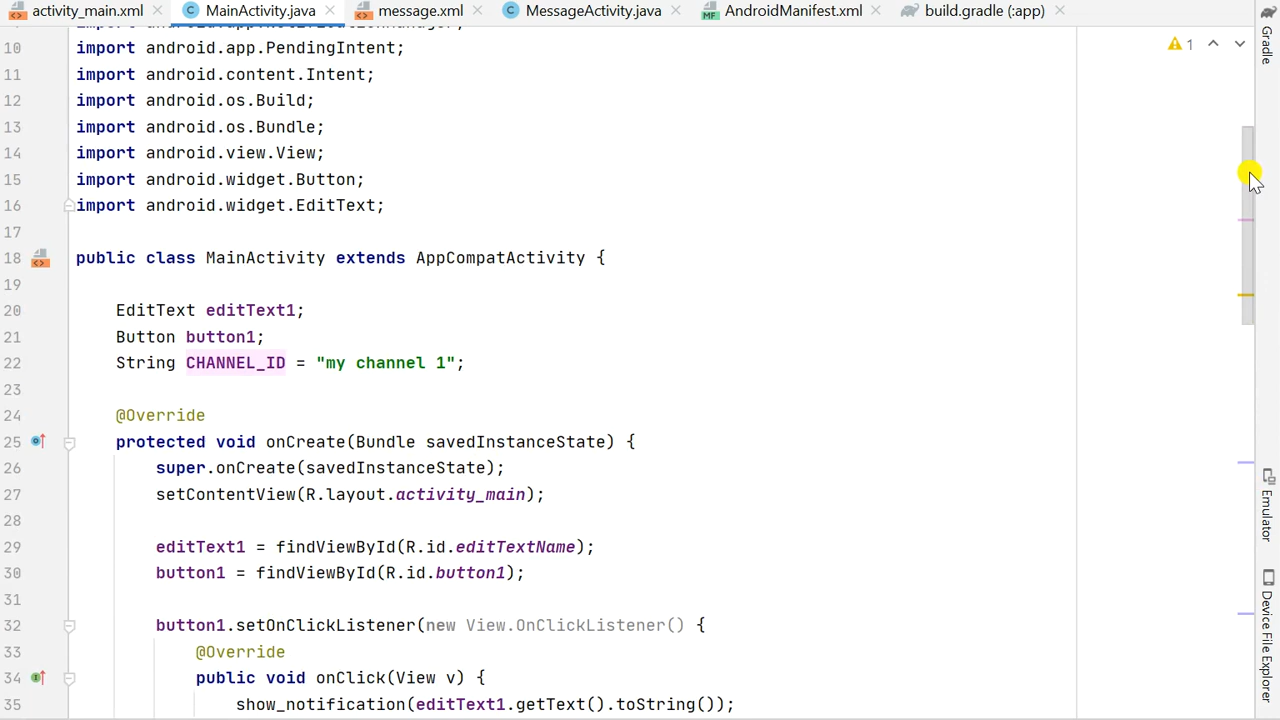 activity_main.xml MainActivity.java message.xml MessageActivity.java AndroidManifest.xml build.gradle (:app)
10 import android.app.PendingIntent;
11 import android.content.Intent;
12 import android.os.Build;
13 import android.os.Bundle;
14 import android.view.View;
15 import android.widget.Button;
16 import android.widget.EditText;
17
18 public class MainActivity extends AppCompatActivity {
19
20 EditText editText1;
21 Button button1;
22 String CHANNEL_ID = "my channel 1";
23
24 @Override
25 protected void onCreate(Bundle savedInstanceState) {
26 super.onCreate(savedInstanceState);
27 setContentView(R.layout.activity_main);
28
29 editText1 = findViewById(R.id.editTextName);
30 button1 = findViewById(R.id.button1);
31
32 button1.setOnClickListener(new View.OnClickListener() {
33 @Override
34 public void onClick(View v) {
35 show_notification(editText1.getText().toString());
1
Gradle
Emulator
Device File Explorer